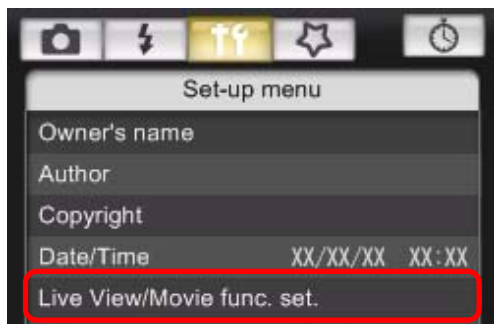 Set-up menu
Owner's name
Author
Copyright
Date/Time XX/XX/XX XX:XX
Live View/Movie func. set.